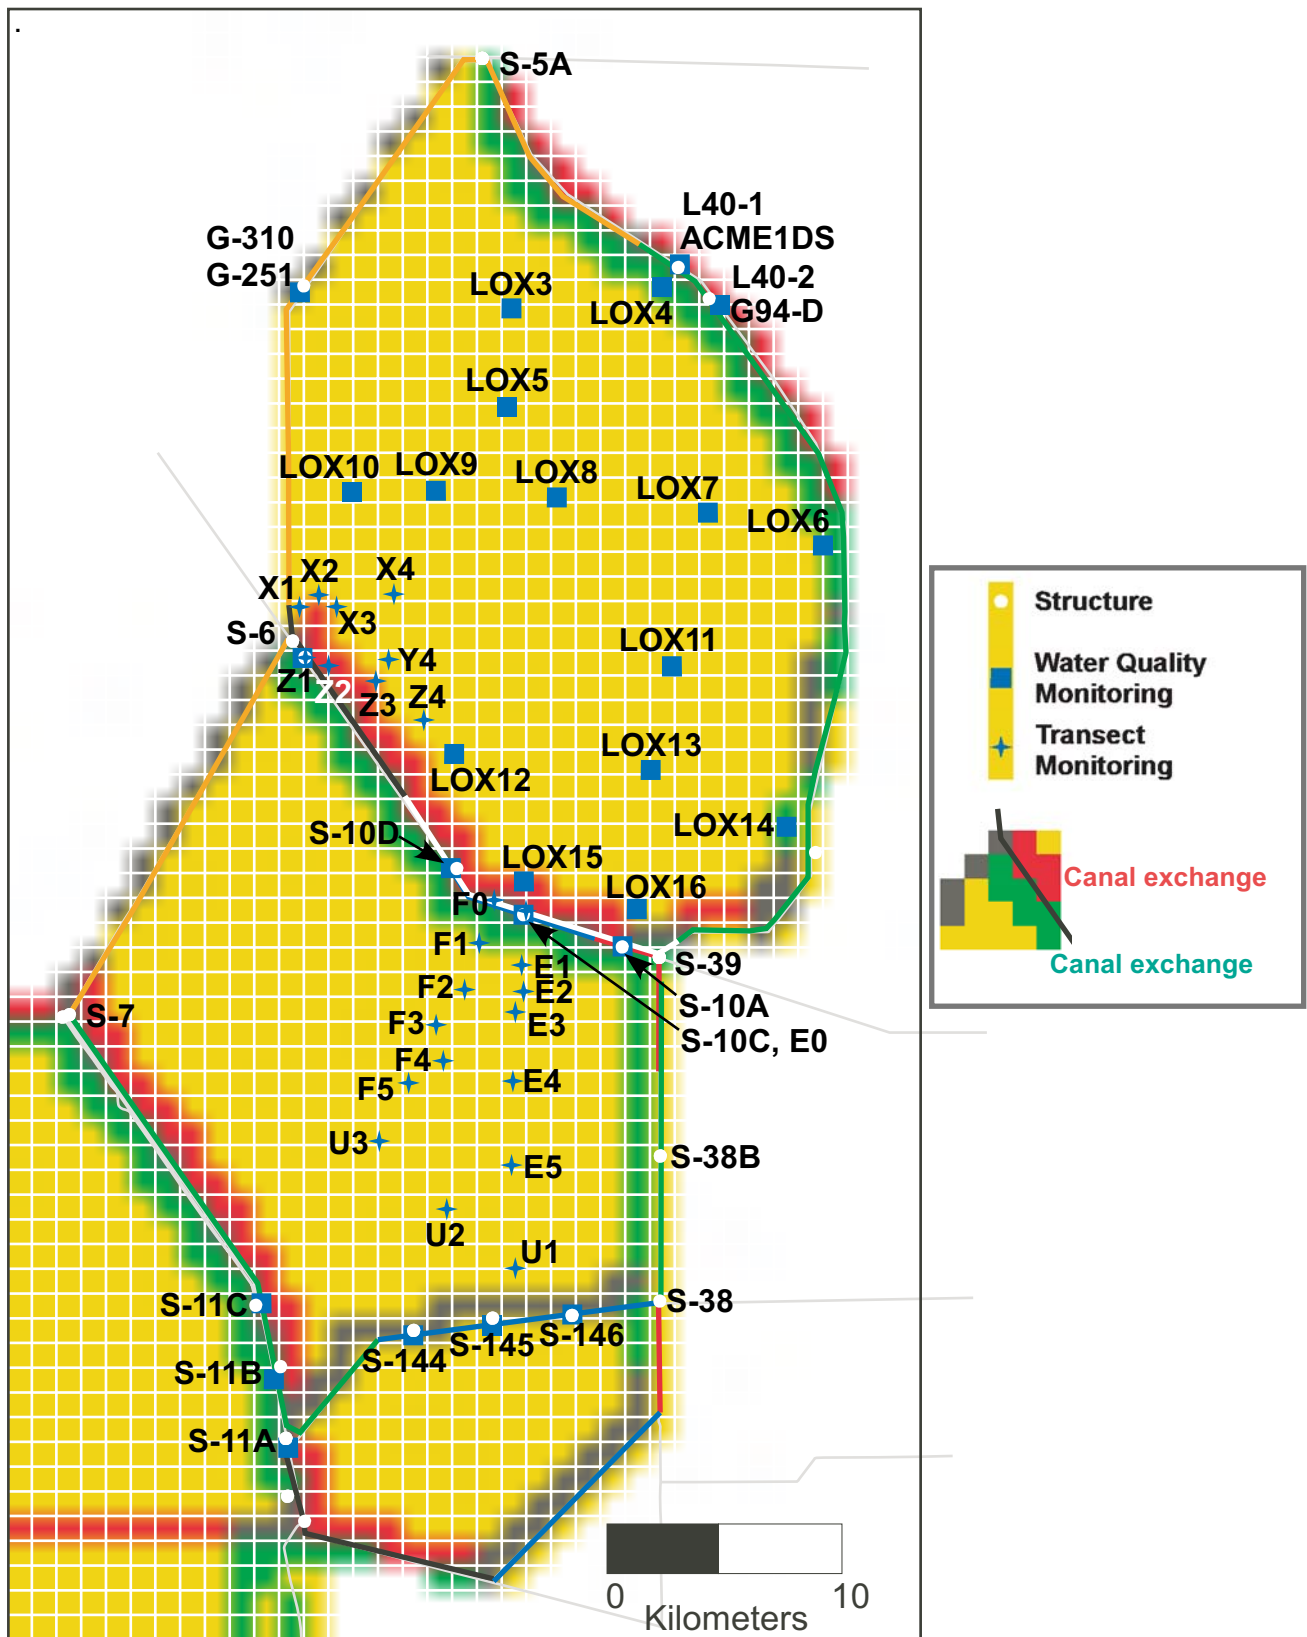 .
S-5A
L40-1
ACME1DS
G-310
G-251
L40-2
G94-D
LOX3
LOX4
LOX5
LOX10
LOX9
LOX8
LOX7
LOX6
X1
X2
X4
X3
S-6
Y4
LOX11
Z1
Z2
Z3
Z4
LOX13
LOX12
S-10D
LOX14
LOX15
LOX16
F0
F1
E1
S-39
F2
E2
S-10A
S-7
F3
E3
S-10C, E0
F4
F5
E4
U3
S-38B
E5
U2
U1
S-11C
S-38
S-144
S-145
S-146
S-11B
S-11A
0
10
Kilometers
Structure
Water Quality
Monitoring
Transect
Monitoring
Canal exchange
Canal exchange